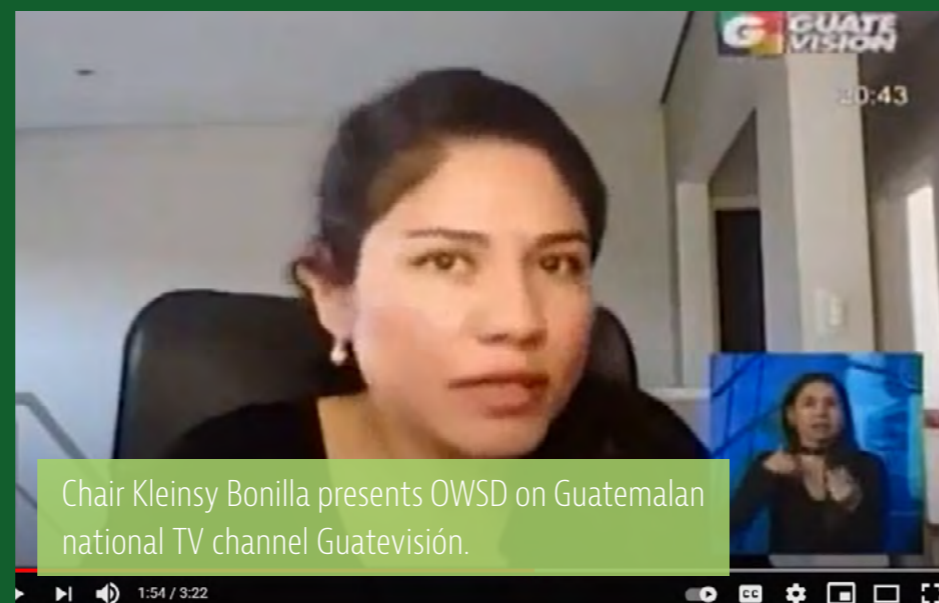 G GUATE
VISION
20:43
Chair Kleinsy Bonilla presents OWSD on Guatemalan
national TV channel Guatevisión.
1:54 / 3:22
CC